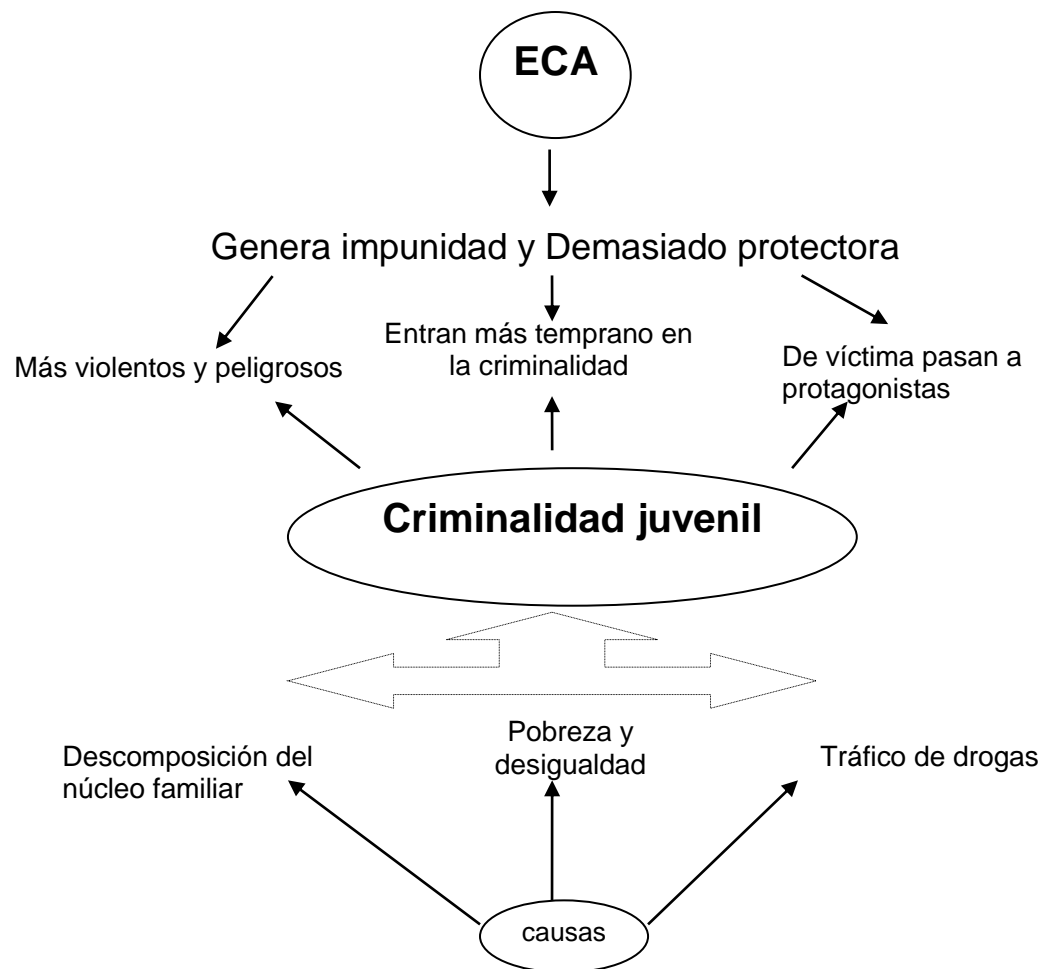 ECA
Genera impunidad y Demasiado protectora
Más violentos y peligrosos
Entran más temprano en
la criminalidad
De víctima pasan a
protagonistas
Criminalidad juvenil
Descomposición del
núcleo familiar
Pobreza y
desigualdad
Tráfico de drogas
causas